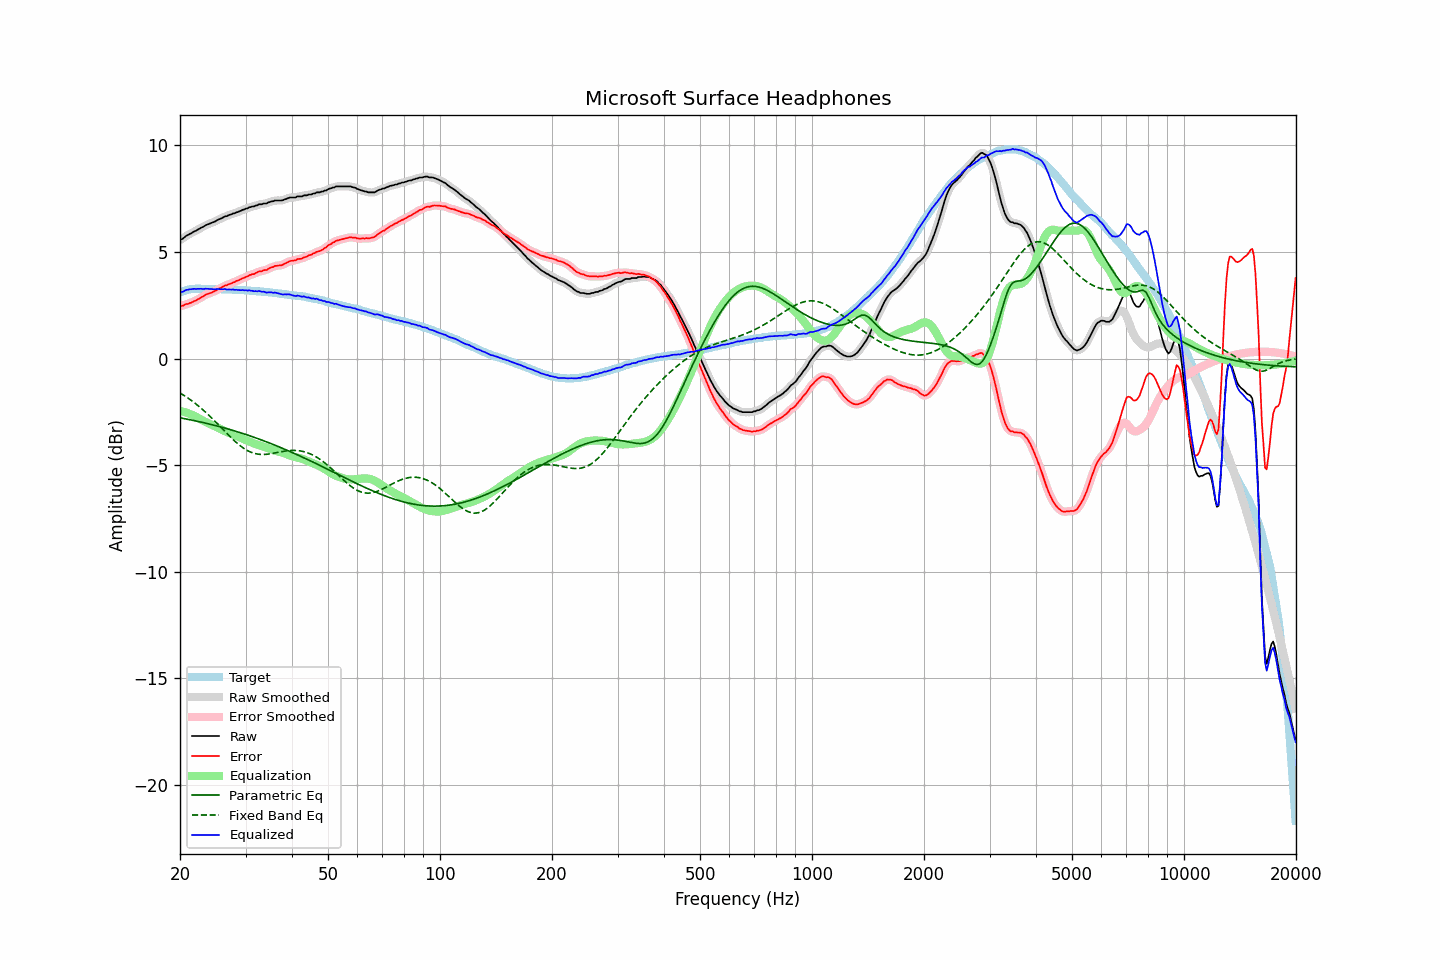 Microsoft Surface Headphones
10
5
0
−5
−10
−15
−20
Amplitude (dBr)
Target
Raw Smoothed
Error Smoothed
Raw
Error
Equalization
Parametric Eq
Fixed Band Eq
Equalized
20 50 100 200 500 1000 2000 5000 10000 20000
Frequency (Hz)